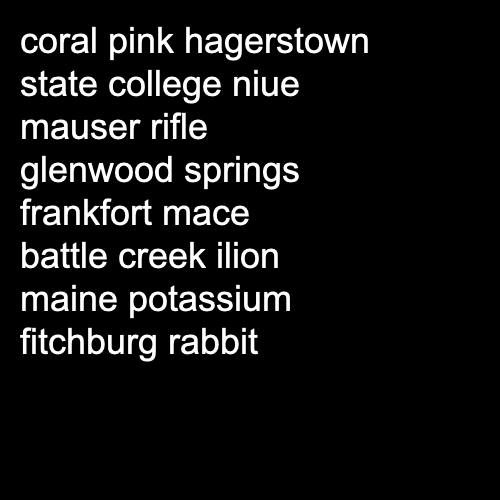 coral pink hagerstown
state college niue
mauser rifle
glenwood springs
frankfort mace
battle creek ilion
maine potassium
fitchburg rabbit